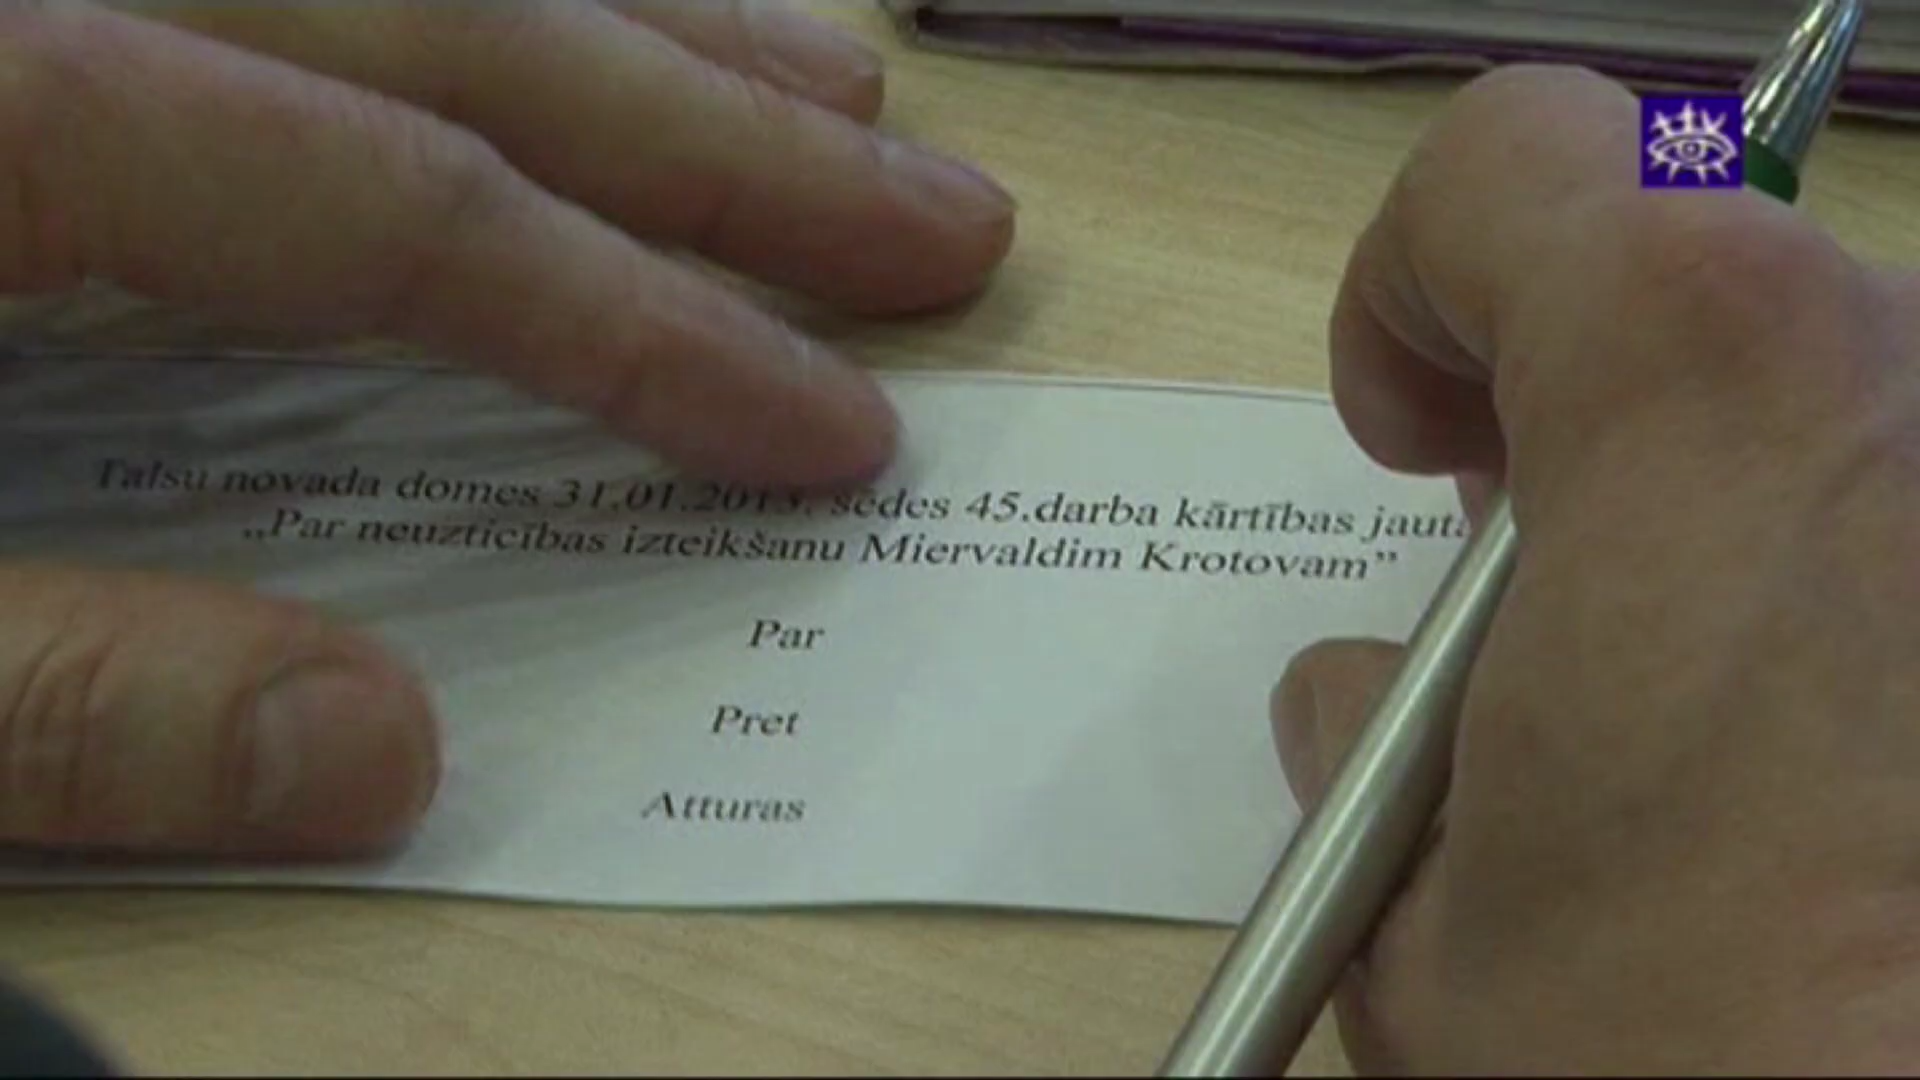 Talsu novada domes 31.01.2013. sēdes 45.darba kārtības
„Par neuzticības izteikšanu Miervaldim Krotovam”
Par
Pret
Atturas